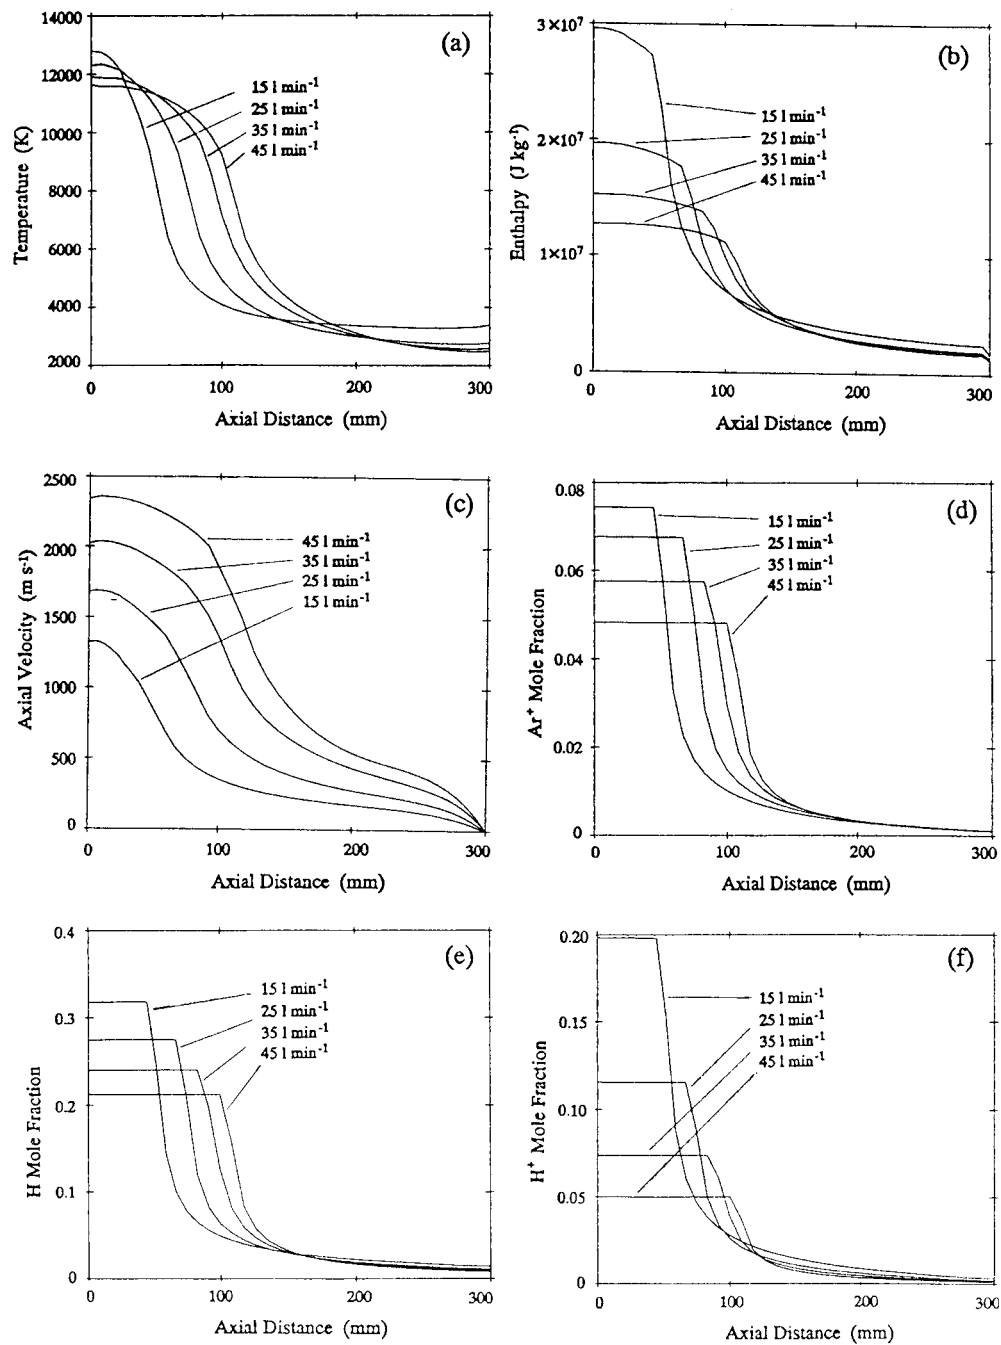 (a)
14000
12000
10000
8000
6000
4000
2000
Temperature (K)
15 l min⁻¹
25 l min⁻¹
35 l min⁻¹
45 l min⁻¹
0
100
200
300
Axial Distance (mm)
(b)
3×10⁷
2×10⁷
1×10⁷
0
Enthalpy (J kg⁻¹)
15 l min⁻¹
25 l min⁻¹
35 l min⁻¹
45 l min⁻¹
0
100
200
300
Axial Distance (mm)
(c)
2500
2000
1500
1000
500
0
Axial Velocity (m s⁻¹)
45 l min⁻¹
35 l min⁻¹
25 l min⁻¹
15 l min⁻¹
0
100
200
300
Axial Distance (mm)
(d)
0.08
0.06
0.04
0.02
0
Ar⁺ Mole Fraction
15 l min⁻¹
25 l min⁻¹
35 l min⁻¹
45 l min⁻¹
0
100
200
300
Axial Distance (mm)
(e)
0.4
0.3
0.2
0.1
0
H Mole Fraction
15 l min⁻¹
25 l min⁻¹
35 l min⁻¹
45 l min⁻¹
0
100
200
300
Axial Distance (mm)
(f)
0.20
0.15
0.10
0.05
0
H⁺ Mole Fraction
15 l min⁻¹
25 l min⁻¹
35 l min⁻¹
45 l min⁻¹
0
100
200
300
Axial Distance (mm)